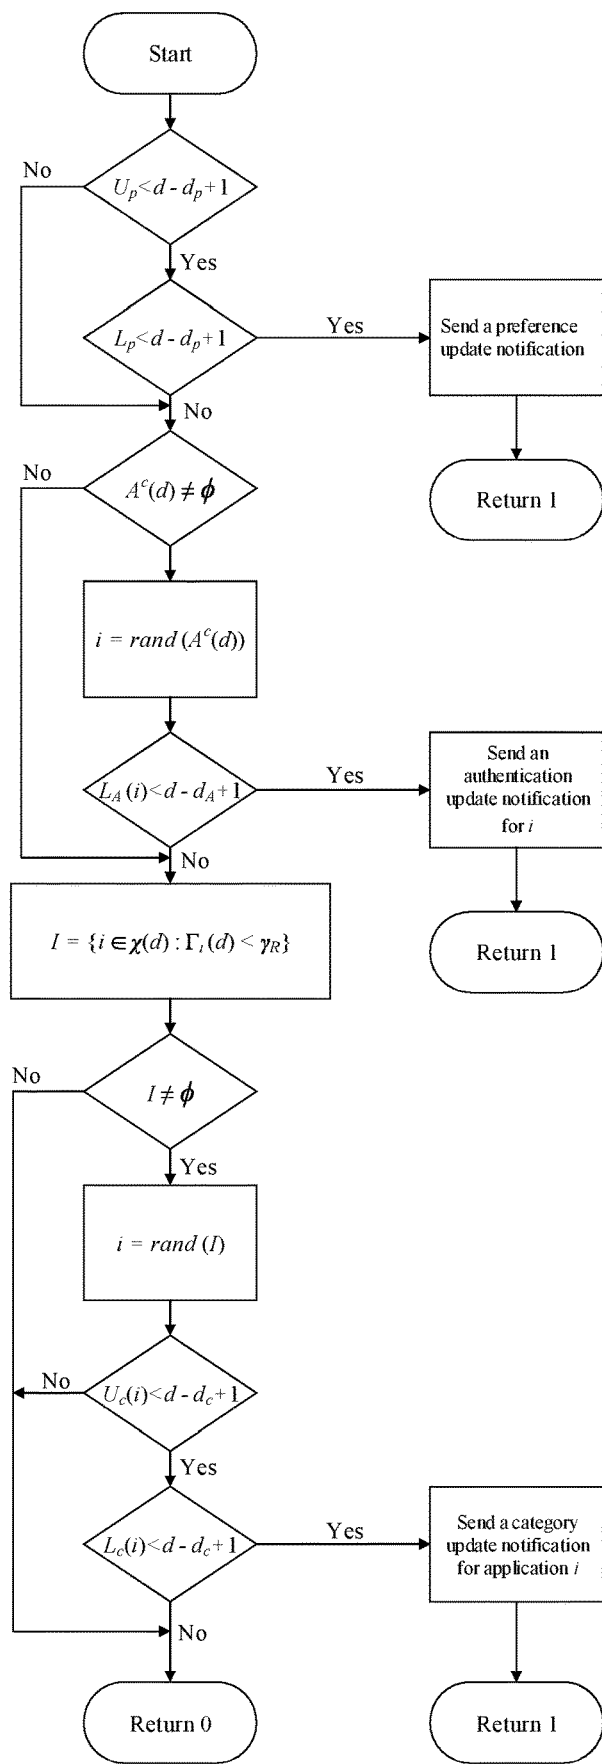 Start
No
U_p<d - d_p+1
Yes
L_p<d - d_p+1
Yes
Send a preference
update notification
No
No
A^c(d) ≠ ϕ
Return 1
i = rand (A^c(d))
L_A (i)<d - d_A+1
Yes
Send an
authentication
update notification
for i
No
I = {i ∈ χ(d) : Γ_i (d) < γ_R}
Return 1
No
I ≠ ϕ
Yes
i = rand (I)
No
U_c(i)<d - d_c+1
Yes
L_c(i)<d - d_c+1
Yes
Send a category
update notification
for application i
No
Return 0
Return 1